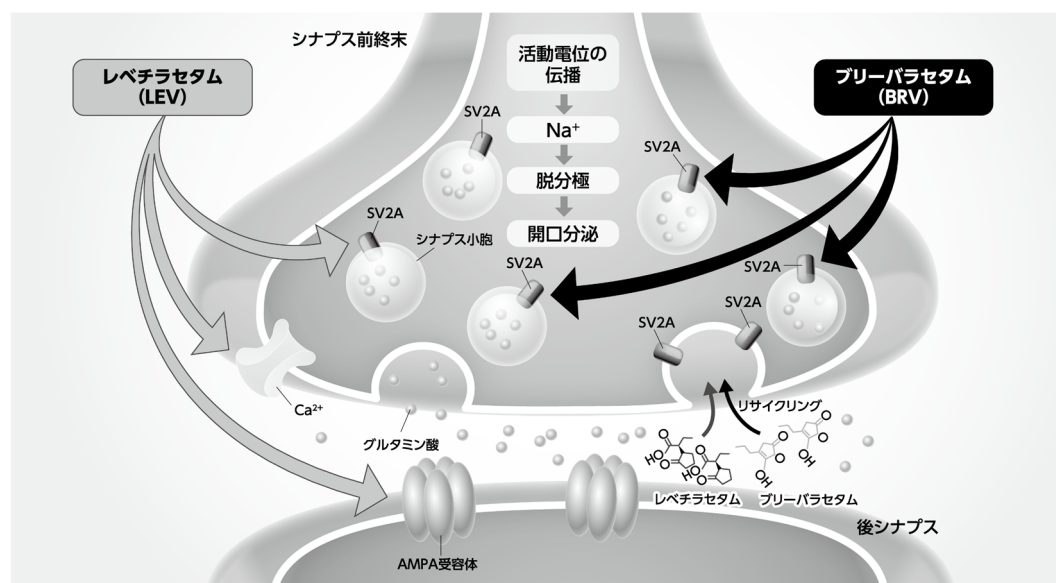 シナプス前終末
レベチラセタム
（LEV）
活動電位の
伝播
Na⁺
脱分極
開口分泌
ブリーバラセタム
（BRV）
SV2A
SV2A
SV2A
シナプス小胞
SV2A
SV2A
SV2A
SV2A
Ca²⁺
グルタミン酸
リサイクリング
O
HO
O
O
HO
O
O
O
OH
O
O
OH
レベチラセタム
ブリーバラセタム
後シナプス
AMPA受容体